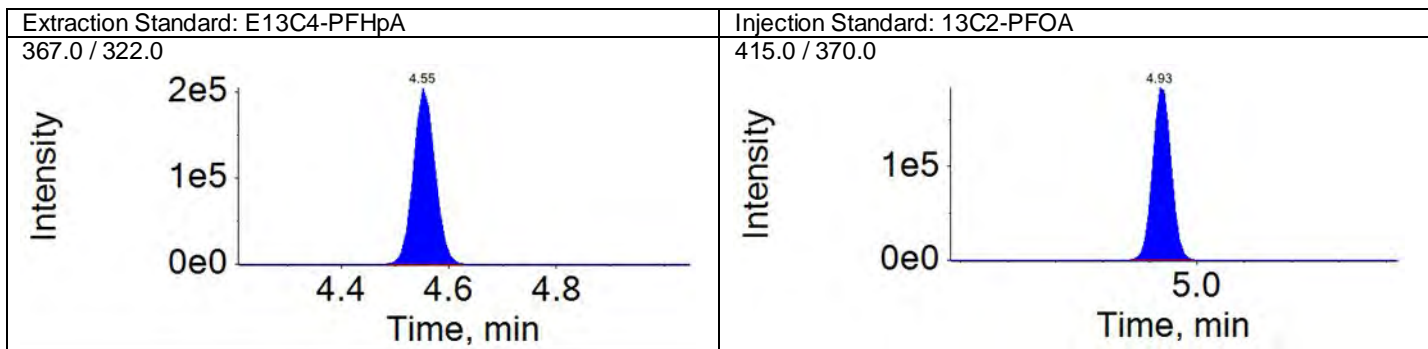 Extraction Standard: E13C4-PFHpA
367.0 / 322.0
4.55
Intensity
2e5
1e5
0e0
4.4 4.6 4.8
Time, min
Injection Standard: 13C2-PFOA
415.0 / 370.0
4.93
Intensity
1e5
0e0
5.0
Time, min